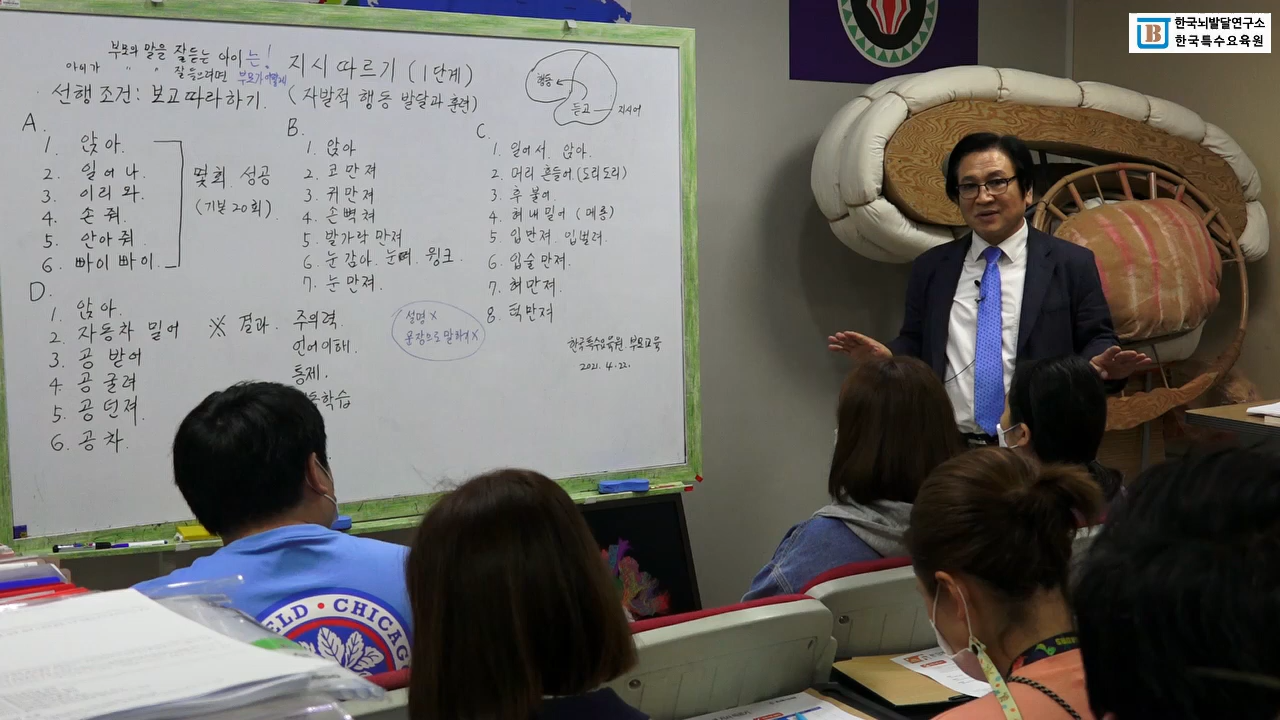 한국뇌발달연구소
한국특수요육원
부모의 말을 잘듣는 아이는!
아이가 〃 〃 잘 들으려면 부모가 어떻게
지시따르기 (1단계)
선행 조건: 보고따라하기.
(자발적 행동 발달과 훈련)
행동
듣고
지시어
A.
1. 앉아.
2. 일어나.
3. 이리 와.
4. 손 줘.
5. 안아줘.
6. 빠이빠이.
몇회 성공
(기본 20회)
B.
1. 앉아
2. 코 만져
3. 귀 만져
4. 손뼉 쳐
5. 발가락 만져
6. 눈 감아. 눈 떠. 윙크.
7. 눈 만져.
C.
1. 일어서. 앉아.
2. 머리 흔들어 (도리도리)
3. 후 불어.
4. 혀 내밀어 (메롱)
5. 입 만져. 입 벌려.
6. 입술 만져.
7. 혀 만져.
8. 턱 만져
D.
1. 앉아.
2. 자동차 밀어
3. 공 받어
4. 공 굴려
5. 공 던져.
6. 공 차.
※ 결과. 주의력.
언어이해.
통제.
학습
설명 x
문장으로 말하기 x
한국특수요육원 부모교육
2021. 4. 22.
ELD • CHICAG